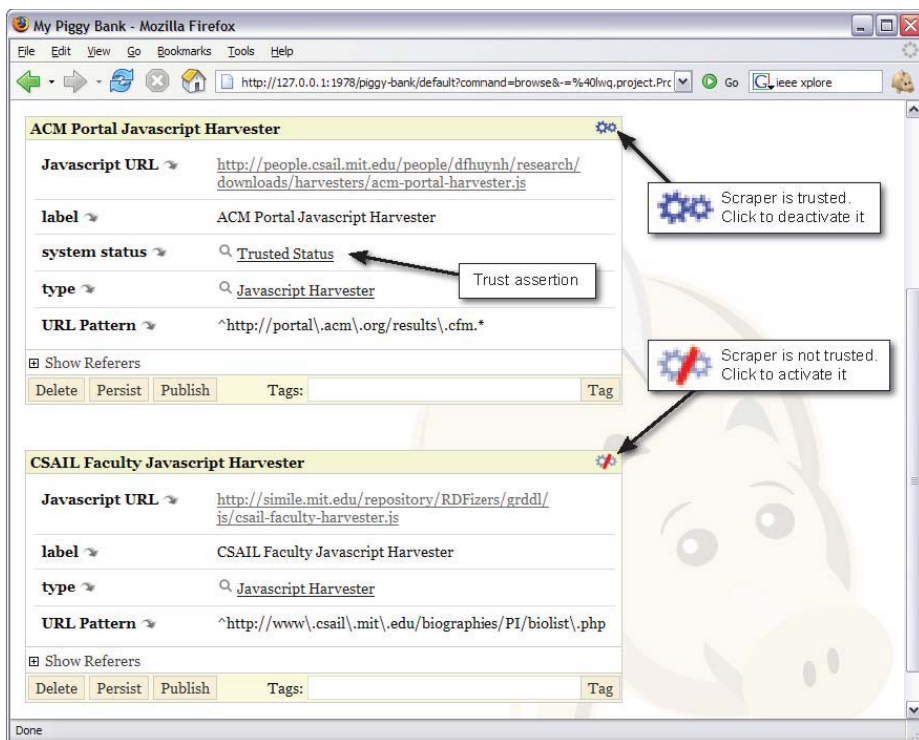 My Piggy Bank - Mozilla Firefox
File Edit View Go Bookmarks Tools Help
http://127.0.0.1:1978/piggy-bank/default?command=browse&-=%40lwq.project.Prc Go G ieee xplore
ACM Portal Javascript Harvester
Javascript URL http://people.csail.mit.edu/people/dfhuynh/research/
downloads/harvesters/acm-portal-harvester.js
Scraper is trusted.
Click to deactivate it
label ACM Portal Javascript Harvester
system status Trusted Status
Trust assertion
type Javascript Harvester
URL Pattern ^http://portal\.acm\.org/results\.cfm.*
Show Referers
Scraper is not trusted.
Click to activate it
Delete Persist Publish Tags: Tag
CSAIL Faculty Javascript Harvester
Javascript URL http://simile.mit.edu/repository/RDFizers/grddl/
js/csail-faculty-harvester.js
label CSAIL Faculty Javascript Harvester
type Javascript Harvester
URL Pattern ^http://www\.csail\.mit\.edu/biographies/PI/biolist\.php
Show Referers
Delete Persist Publish Tags: Tag
Done